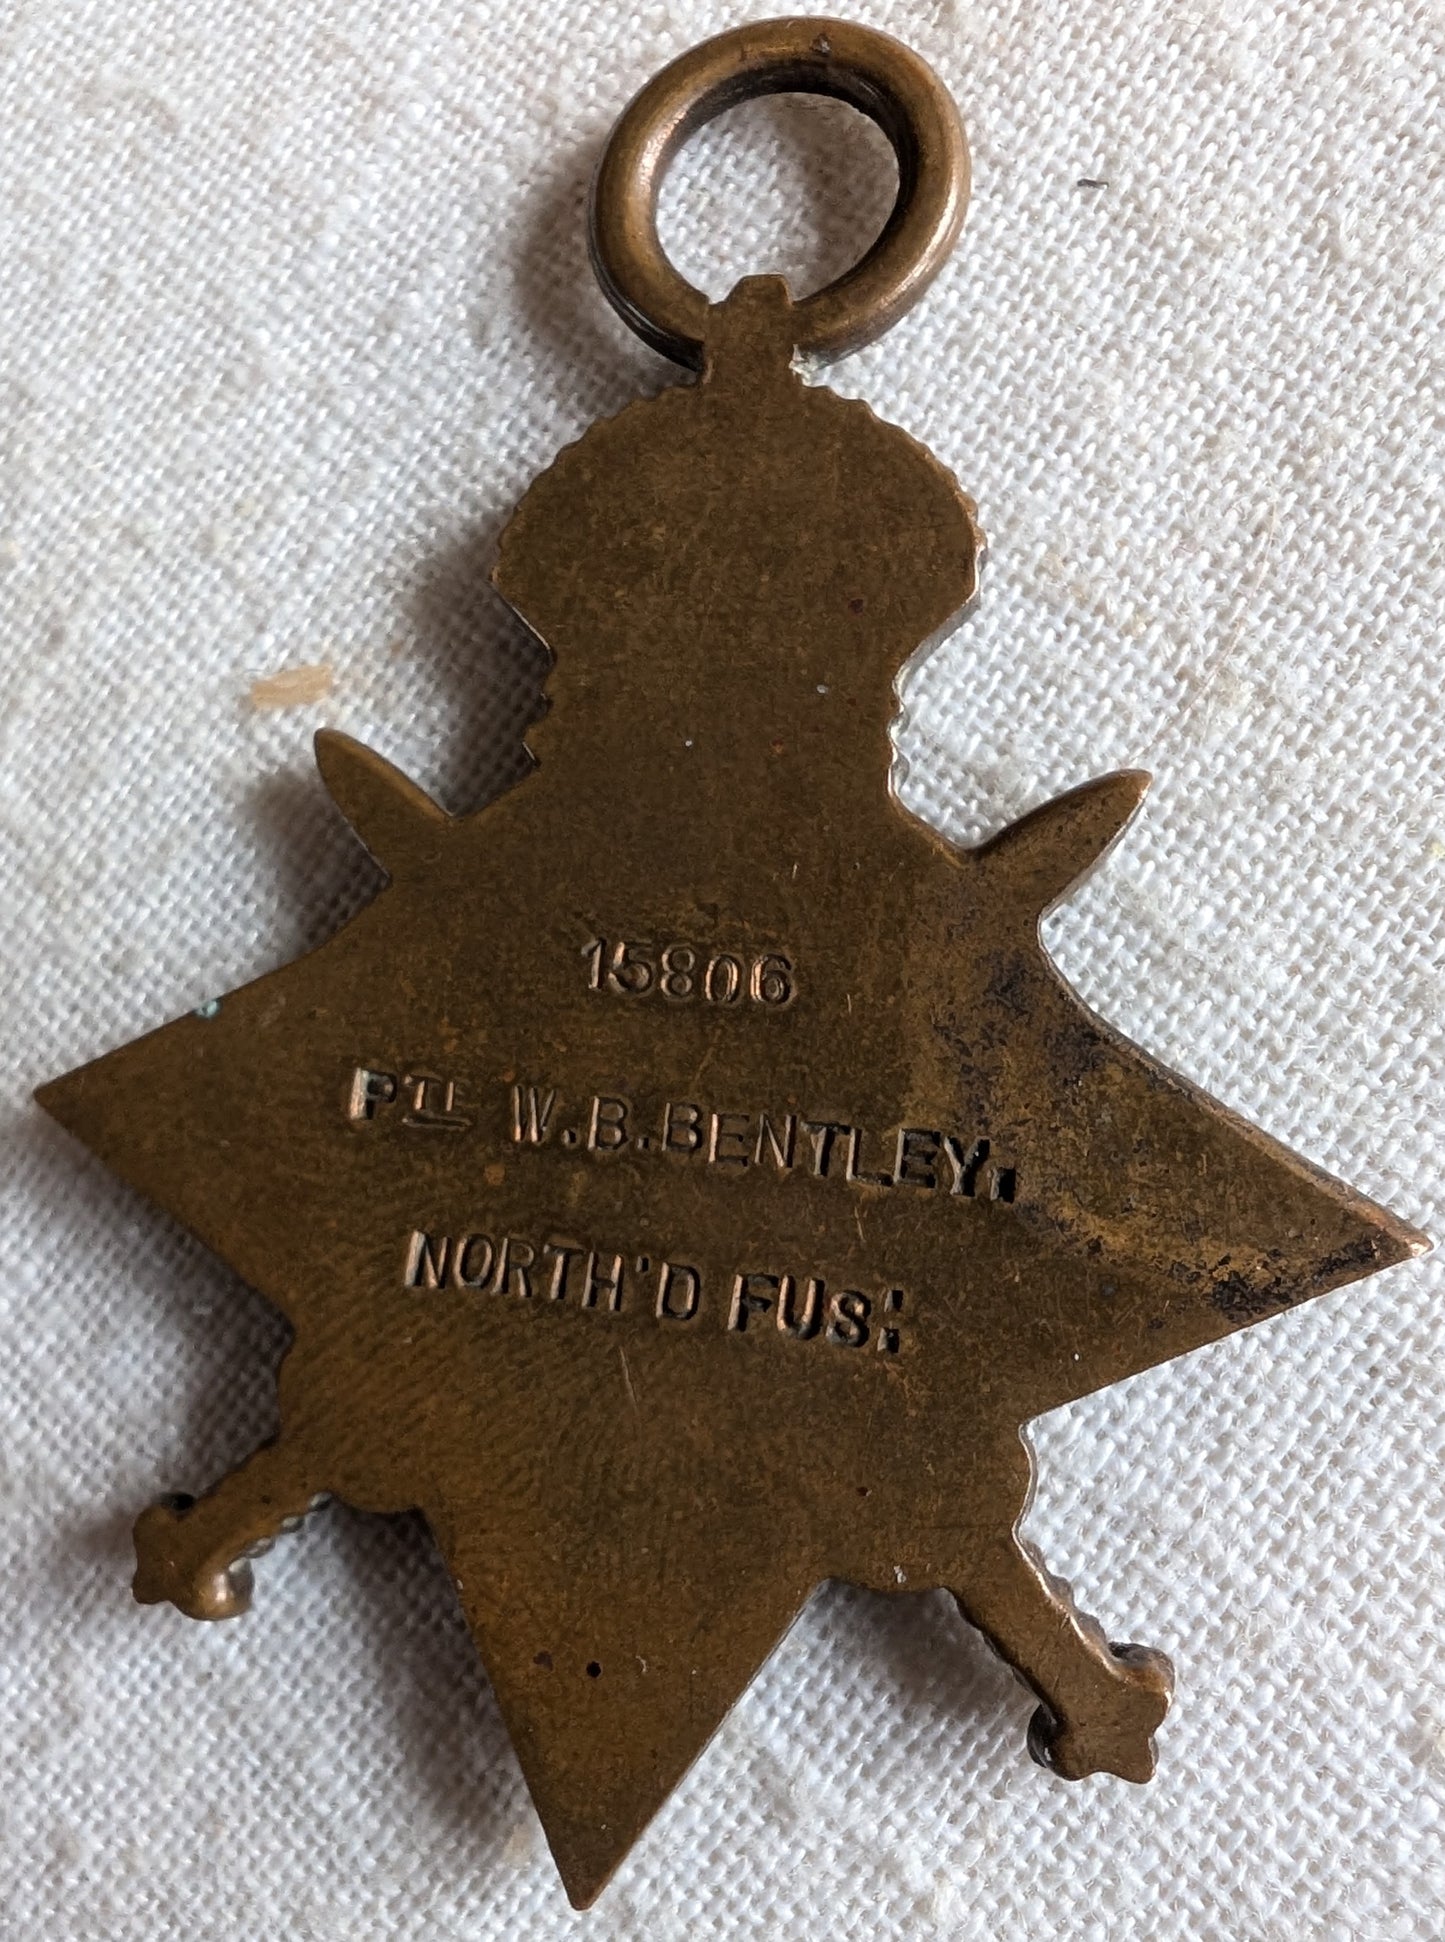 15806
PTE W.B.BENTLEY.
NORTH'D FUS: